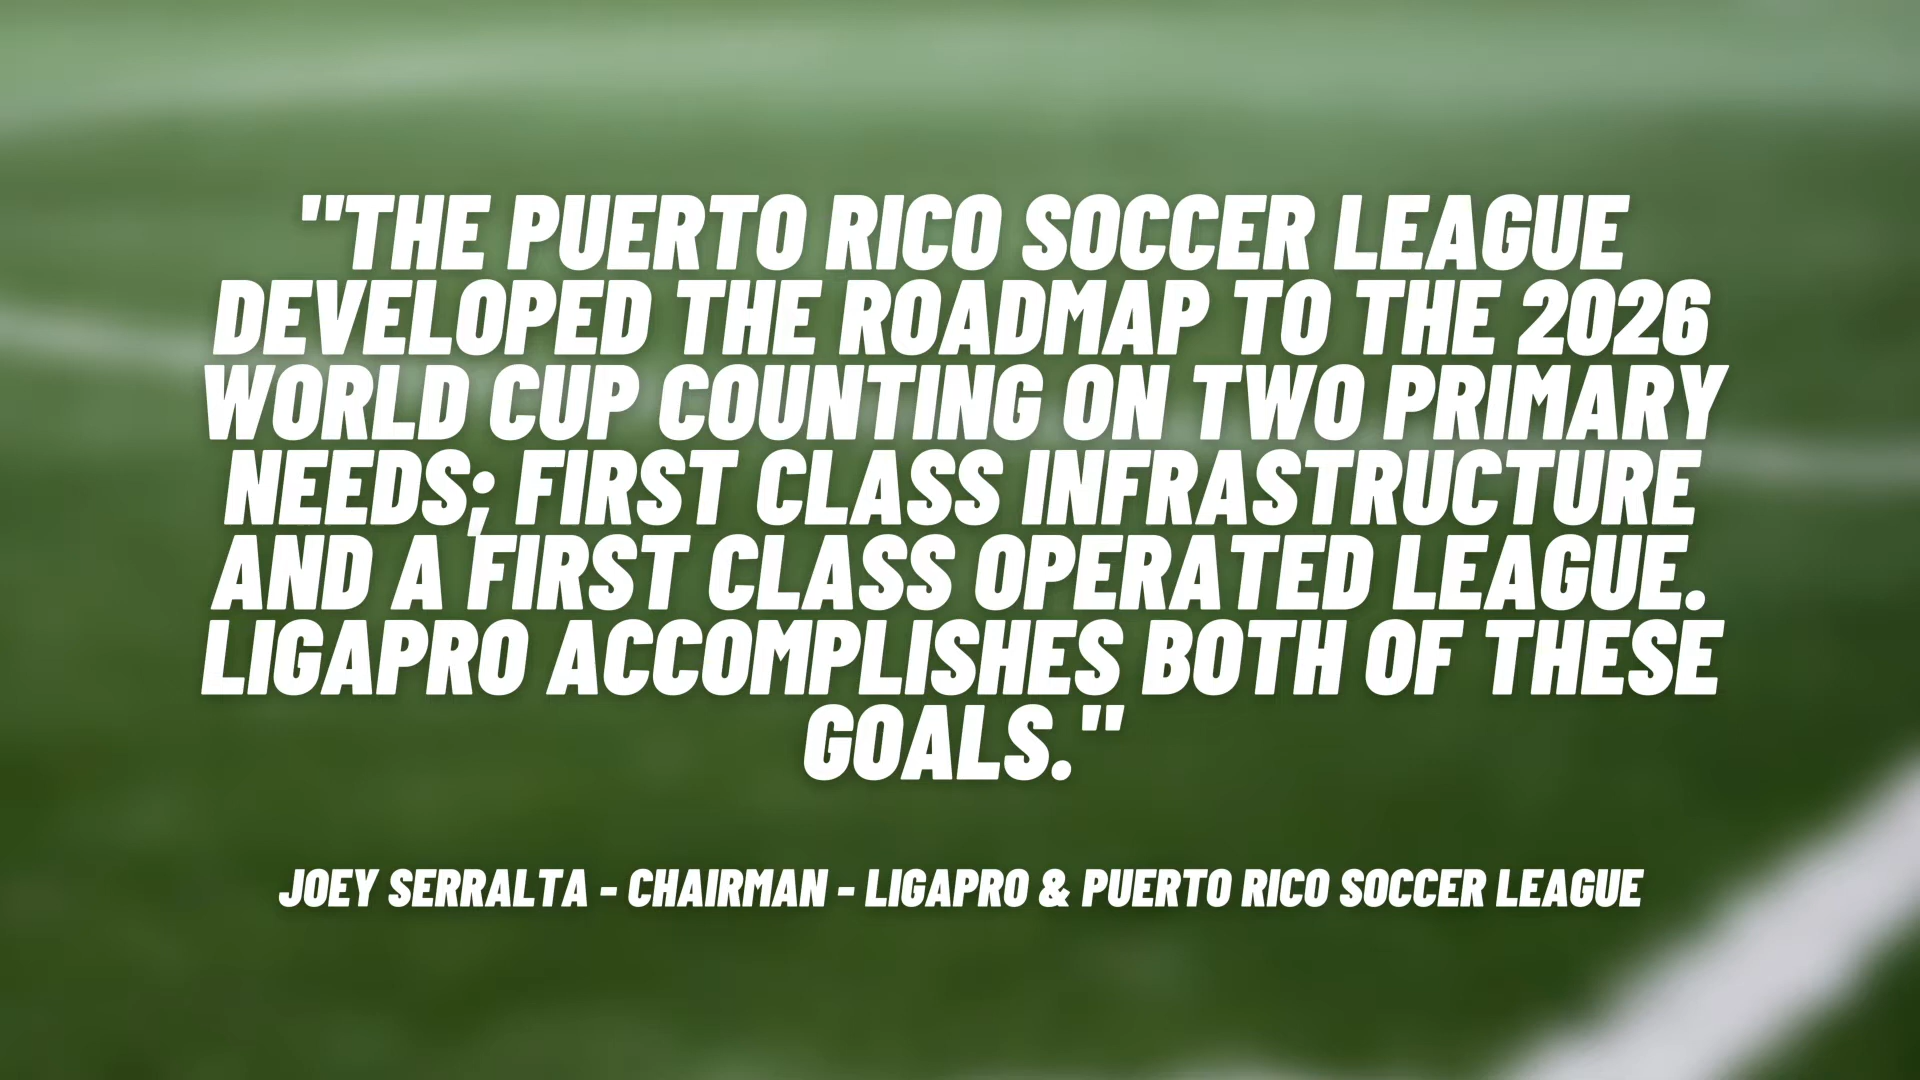 "THE PUERTO RICO SOCCER LEAGUE
DEVELOPED THE ROADMAP TO THE 2026
WORLD CUP COUNTING ON TWO PRIMARY
NEEDS; FIRST CLASS INFRASTRUCTURE
AND A FIRST CLASS OPERATED LEAGUE.
LIGAPRO ACCOMPLISHES BOTH OF THESE
GOALS."
JOEY SERRALTA - CHAIRMAN - LIGAPRO & PUERTO RICO SOCCER LEAGUE